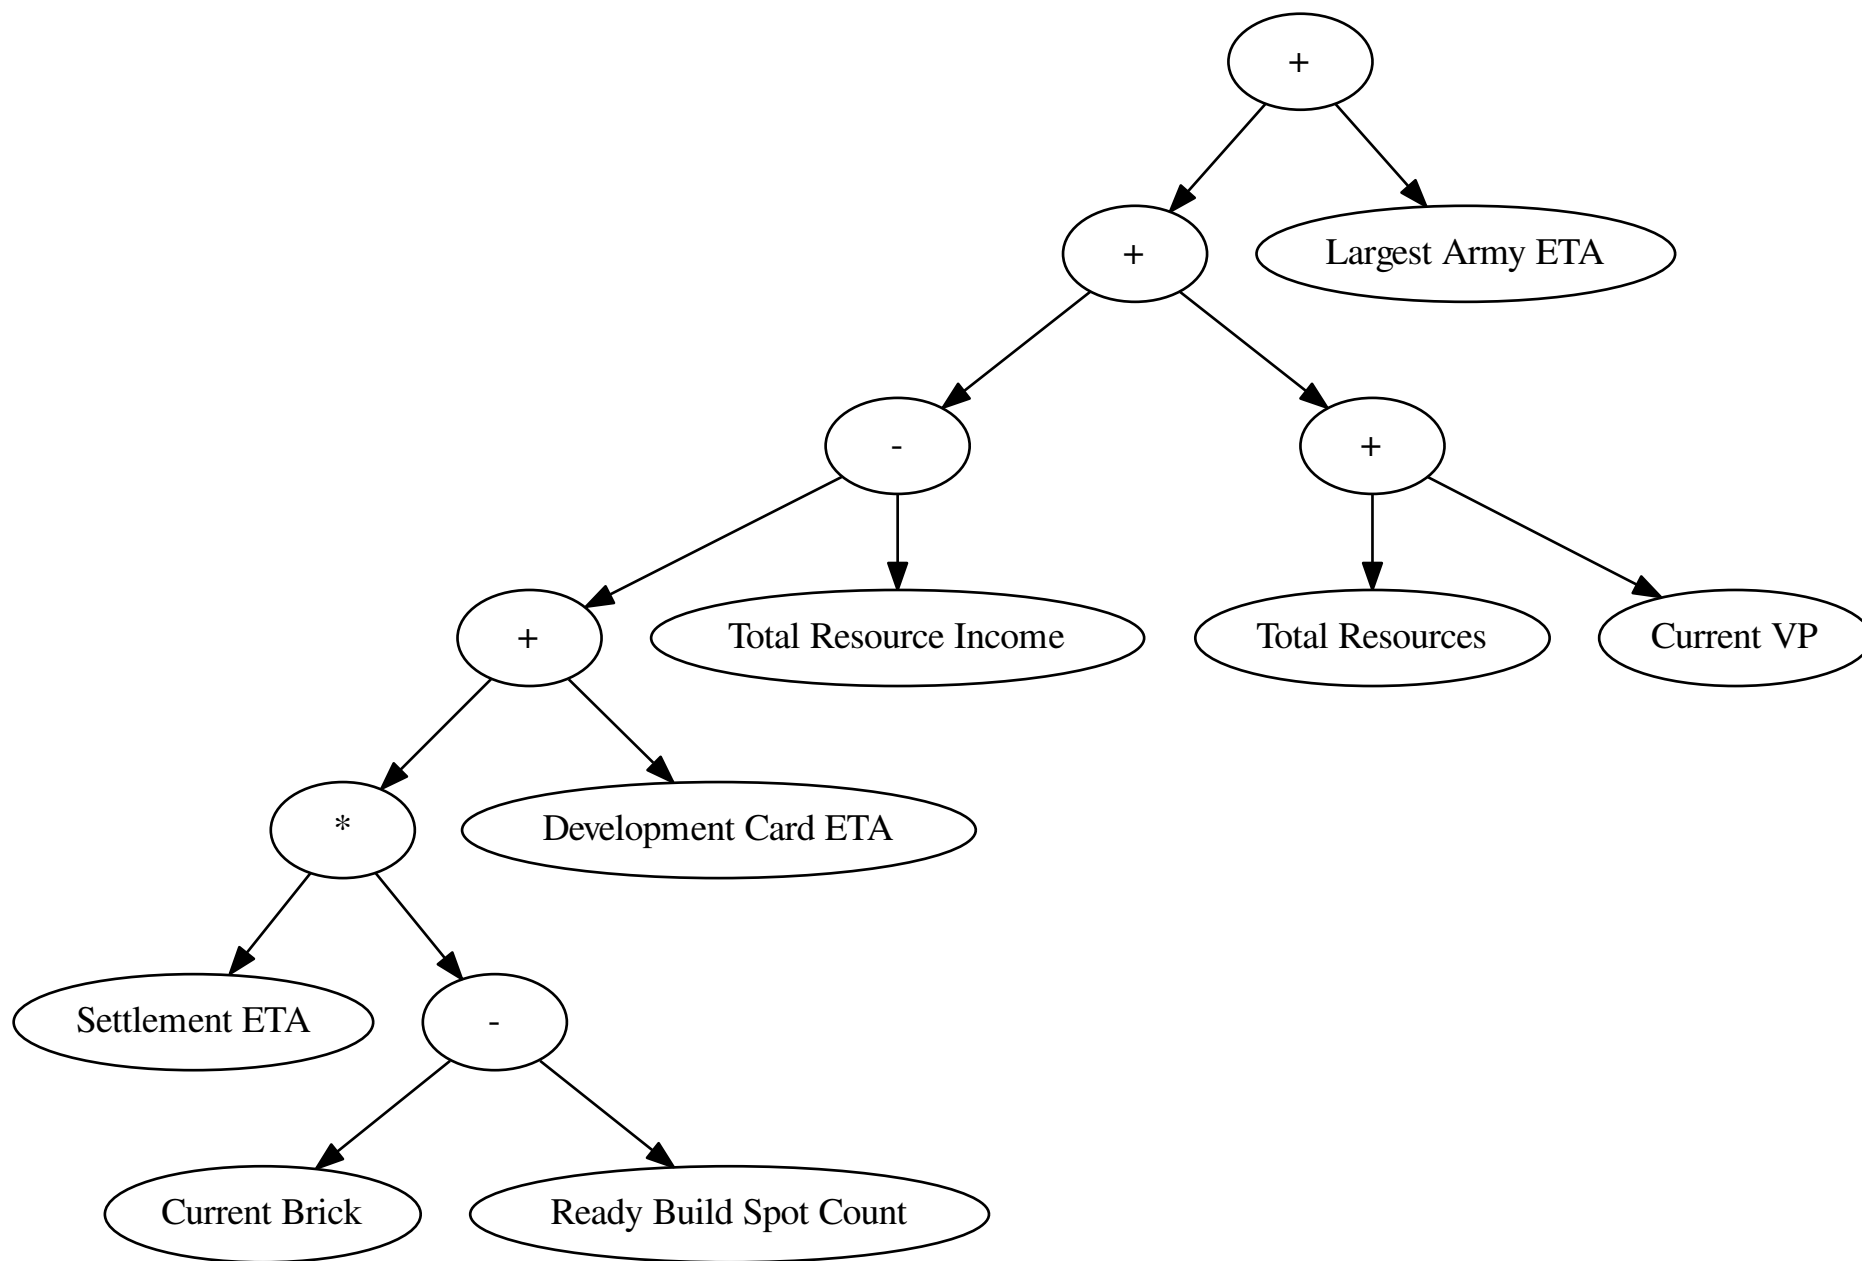 +
+
Largest Army ETA
-
+
+
Total Resource Income
Total Resources
Current VP
*
Development Card ETA
Settlement ETA
-
Current Brick
Ready Build Spot Count